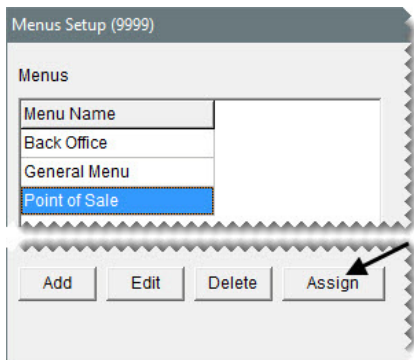 Menus Setup (9999)
Menus
Menu Name
Back Office
General Menu
Point of Sale
Add Edit Delete Assign